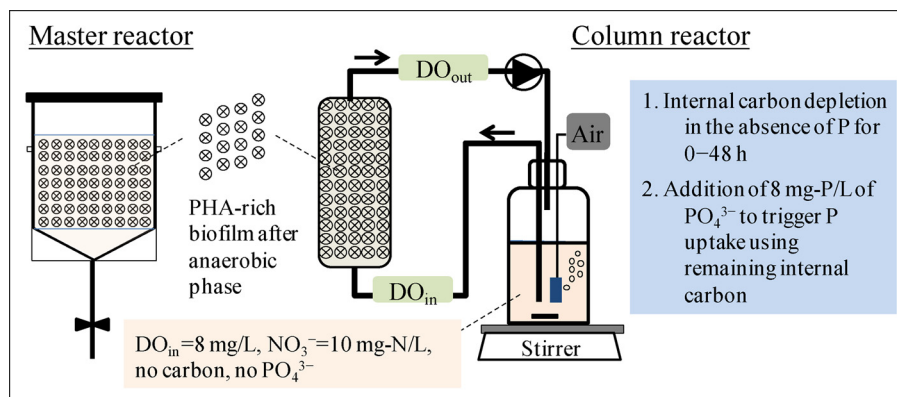 Master reactor
Column reactor
DOout
DOin
Air
PHA-rich
biofilm after
anaerobic
phase
1. Internal carbon depletion
in the absence of P for
0−48 h
2. Addition of 8 mg-P/L of
PO₄³⁻ to trigger P
uptake using
remaining internal
carbon
DOin=8 mg/L, NO₃⁻=10 mg-N/L,
no carbon, no PO₄³⁻
Stirrer